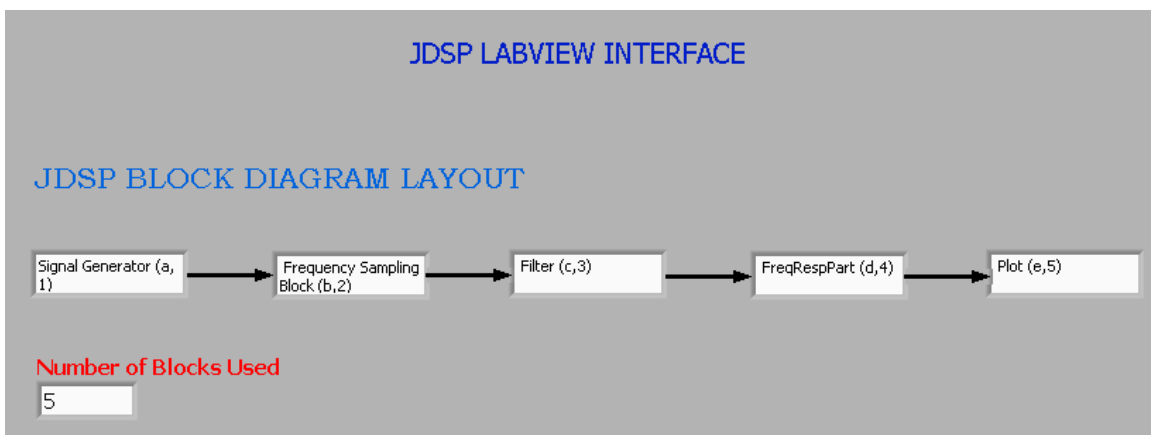 JDSP LABVIEW INTERFACE
JDSP BLOCK DIAGRAM LAYOUT
Signal Generator (a,
1)
Frequency Sampling
Block (b,2)
Filter (c,3)
FreqRespPart (d,4)
Plot (e,5)
Number of Blocks Used
5